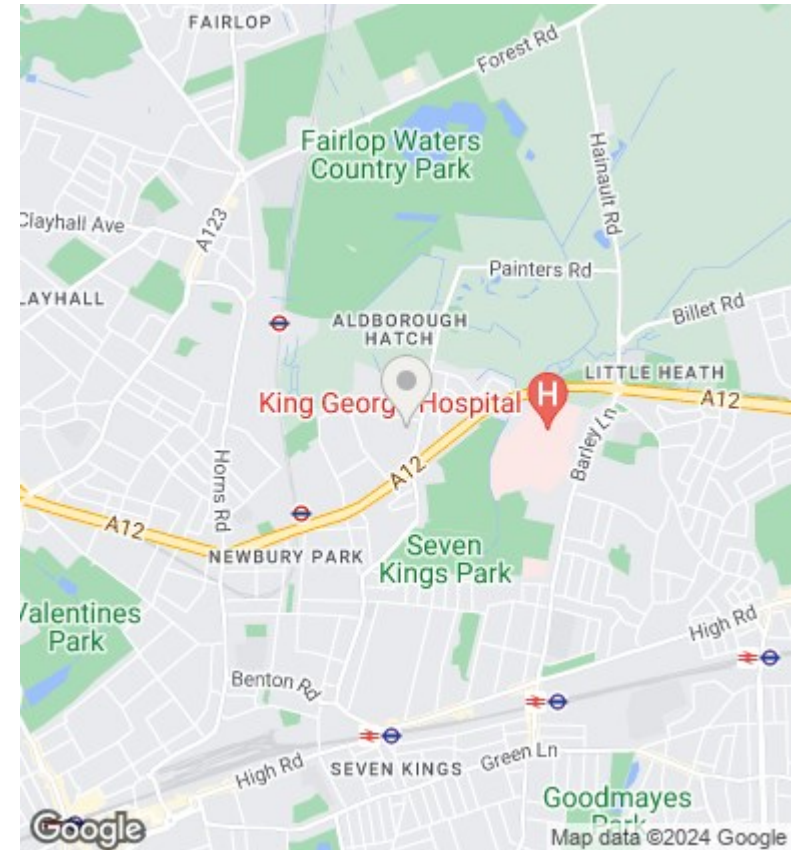 FAIRLOP
Forest Rd
Fairlop Waters
Country Park
Hainault Rd
Clayhall Ave
A123
Painters Rd
LAYHALL
ALDBOROUGH
HATCH
Billet Rd
LITTLE HEATH
King George Hospital
H
A12
Barley Ln
Horns Rd
A12
A12
NEWBURY PARK
Seven
Kings Park
Valentines
Park
High Rd
Benton Rd
High Rd
SEVEN KINGS
Green Ln
Goodmayes
Park
Google
Map data ©2024 Google